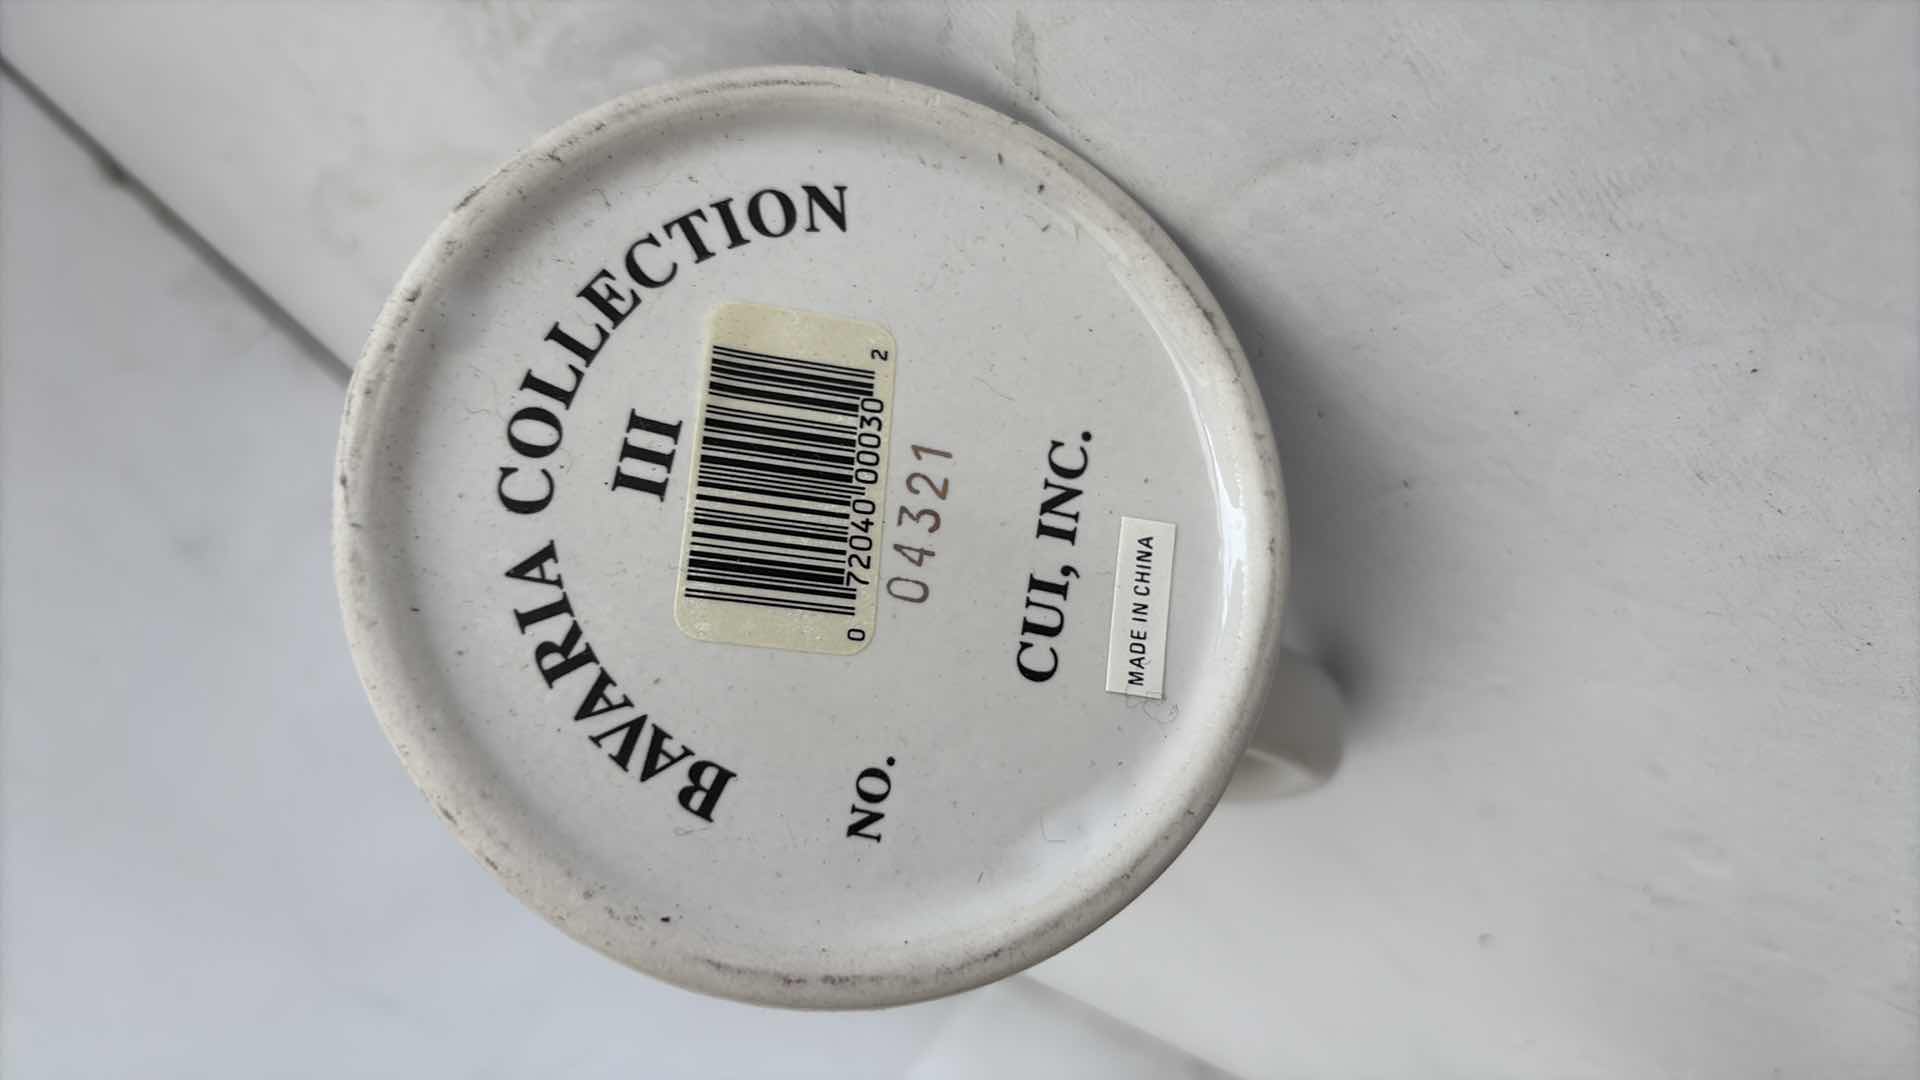 BAVARIA COLLECTION
III
0 72040 00030 2
NO. 04321
CUI, INC.
MADE IN CHINA